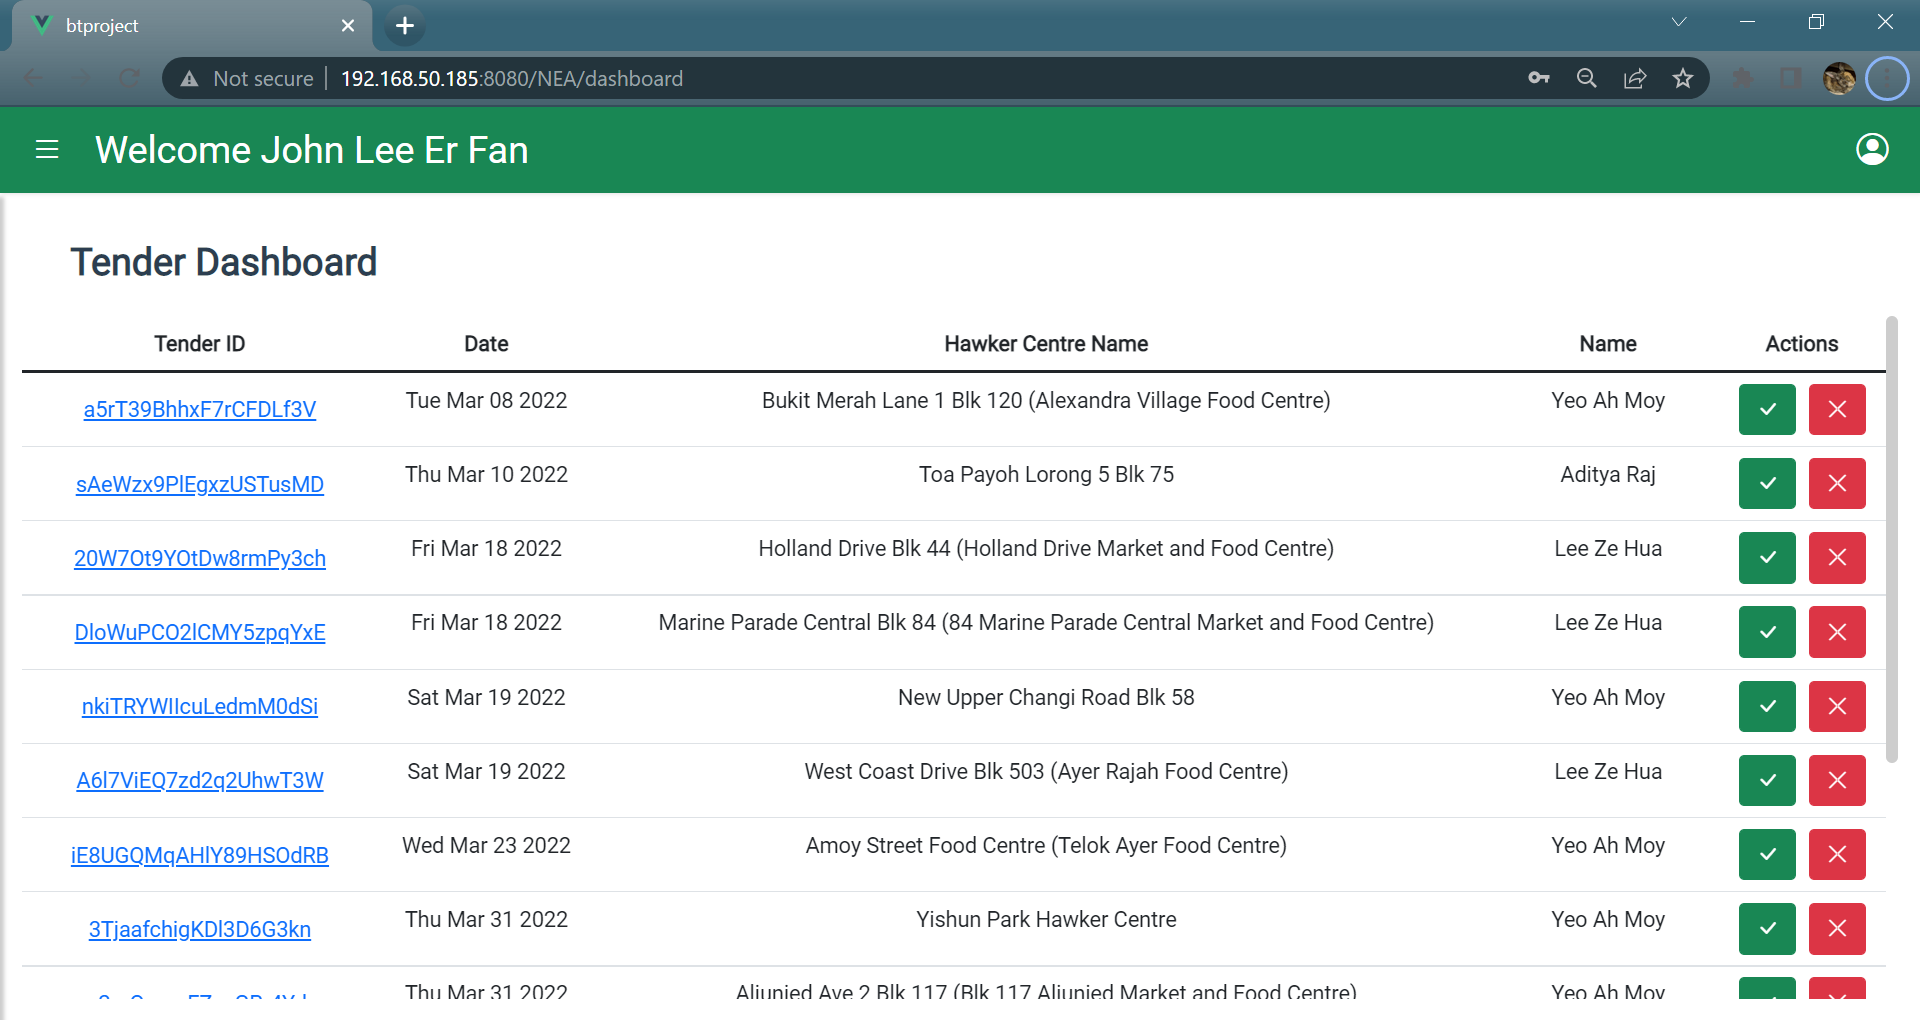 btproject
Not secure 192.168.50.185:8080/NEA/dashboard
Welcome John Lee Er Fan
Tender Dashboard
Tender ID Date Hawker Centre Name Name Actions
a5rT39BhhxF7rCFDLf3V Tue Mar 08 2022 Bukit Merah Lane 1 Blk 120 (Alexandra Village Food Centre) Yeo Ah Moy
sAeWzx9PlEgxzUSTusMD Thu Mar 10 2022 Toa Payoh Lorong 5 Blk 75 Aditya Raj
20W7Ot9YOtDw8rmPy3ch Fri Mar 18 2022 Holland Drive Blk 44 (Holland Drive Market and Food Centre) Lee Ze Hua
DloWuPCO2lCMY5zpqYxE Fri Mar 18 2022 Marine Parade Central Blk 84 (84 Marine Parade Central Market and Food Centre) Lee Ze Hua
nkiTRYWIIcuLedmM0dSi Sat Mar 19 2022 New Upper Changi Road Blk 58 Yeo Ah Moy
A6l7ViEQ7zd2q2UhwT3W Sat Mar 19 2022 West Coast Drive Blk 503 (Ayer Rajah Food Centre) Lee Ze Hua
iE8UGQMqAHlY89HSOdRB Wed Mar 23 2022 Amoy Street Food Centre (Telok Ayer Food Centre) Yeo Ah Moy
3TjaafchigKDl3D6G3kn Thu Mar 31 2022 Yishun Park Hawker Centre Yeo Ah Moy
Thu Mar 31 2022 Aljunied Ave 2 Blk 117 (Blk 117 Aljunied Market and Food Centre) Yeo Ah Moy